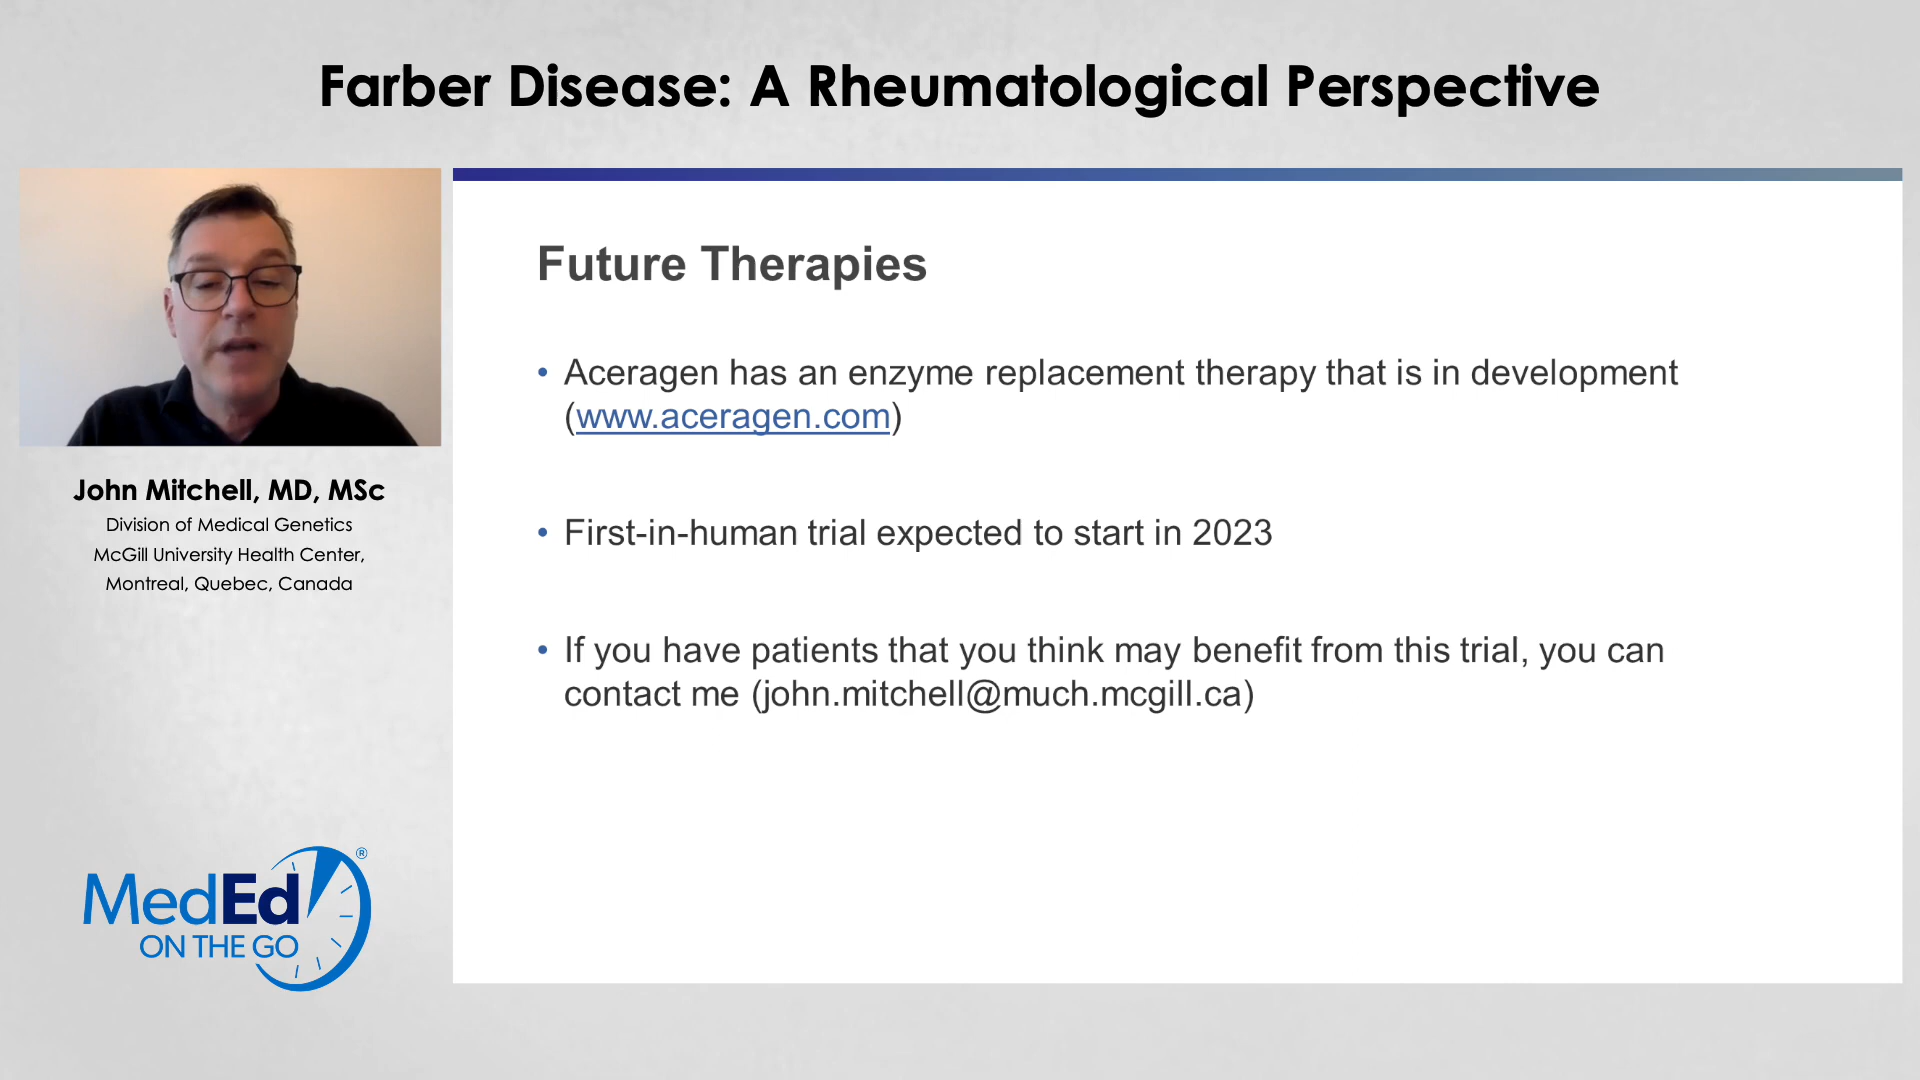 Farber Disease: A Rheumatological Perspective
John Mitchell, MD, MSc
Division of Medical Genetics
McGill University Health Center,
Montreal, Quebec, Canada
MedEd®
ON THE GO
Future Therapies
• Aceragen has an enzyme replacement therapy that is in development
(www.aceragen.com)
• First-in-human trial expected to start in 2023
• If you have patients that you think may benefit from this trial, you can
contact me (john.mitchell@much.mcgill.ca)